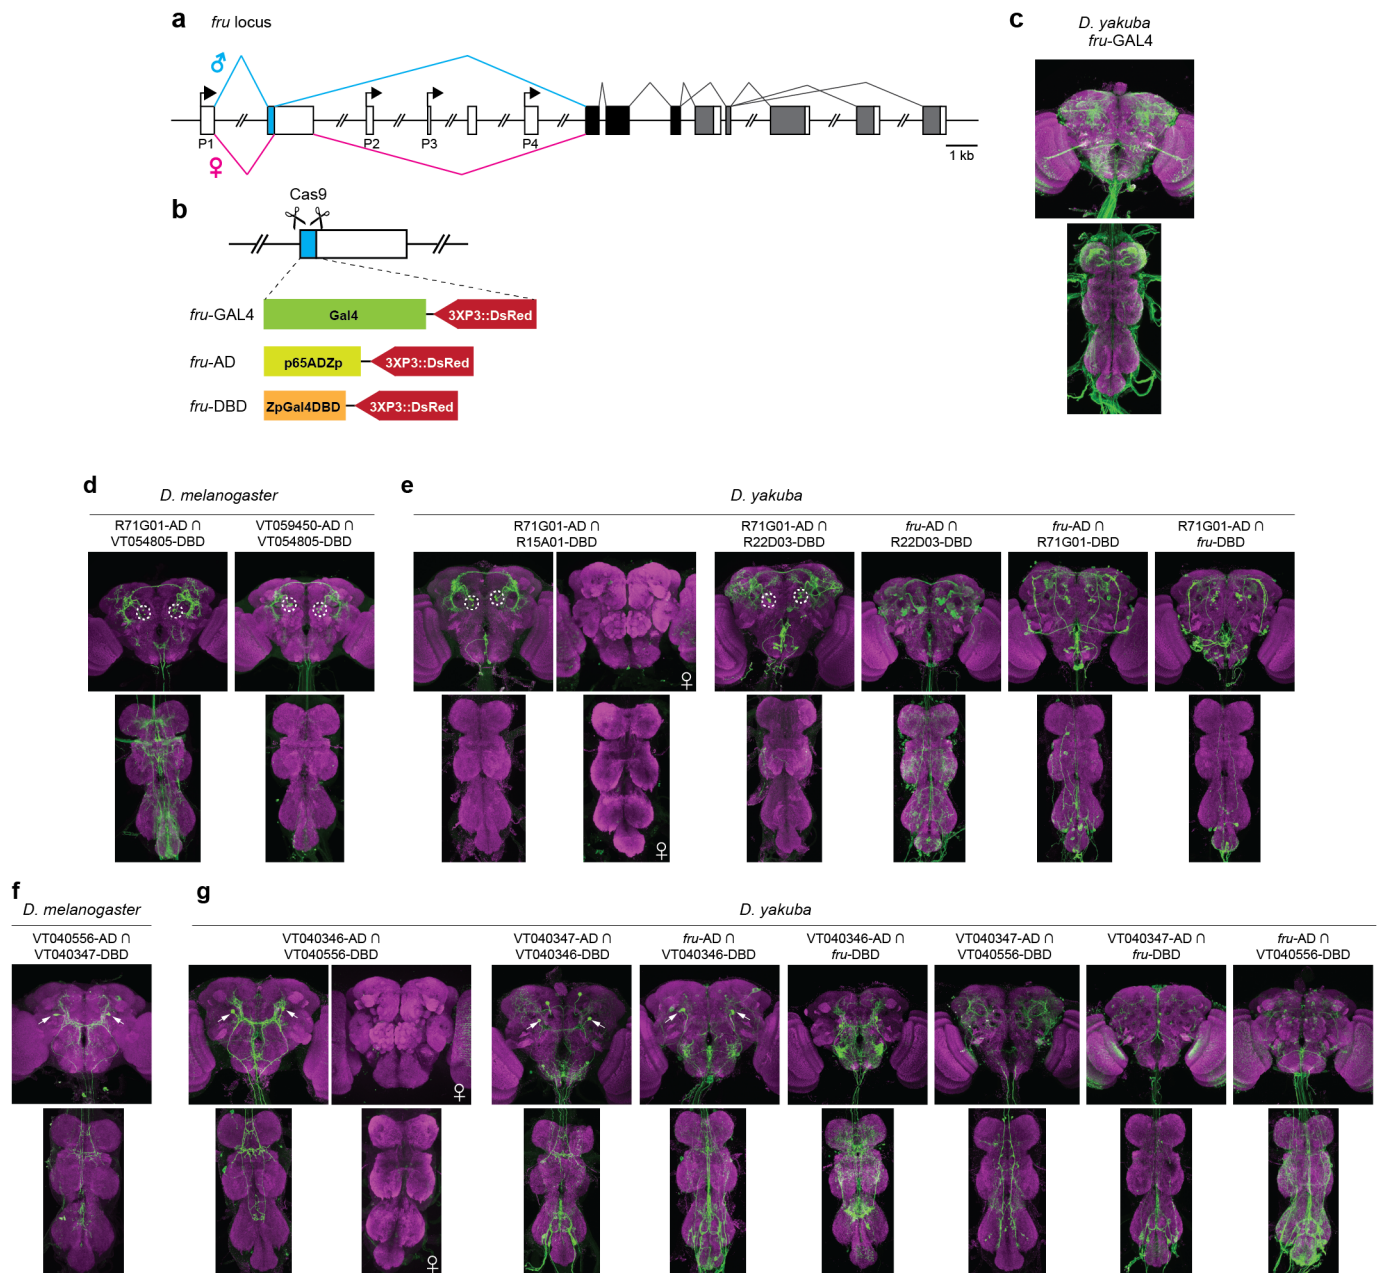 a
fru locus
♂
P1
P2
P3
P4
♀
1 kb
b
Cas9
fru-GAL4
Gal4
3XP3::DsRed
fru-AD
p65ADZp
3XP3::DsRed
fru-DBD
ZpGal4DBD
3XP3::DsRed
c
D. yakuba
fru-GAL4
d
D. melanogaster
R71G01-AD ∩
VT054805-DBD
VT059450-AD ∩
VT054805-DBD
e
D. yakuba
R71G01-AD ∩
R15A01-DBD
♀
♀
R71G01-AD ∩
R22D03-DBD
fru-AD ∩
R22D03-DBD
fru-AD ∩
R71G01-DBD
R71G01-AD ∩
fru-DBD
f
D. melanogaster
VT040556-AD ∩
VT040347-DBD
g
D. yakuba
VT040346-AD ∩
VT040556-DBD
♀
♀
VT040347-AD ∩
VT040346-DBD
fru-AD ∩
VT040346-DBD
VT040346-AD ∩
fru-DBD
VT040347-AD ∩
VT040556-DBD
VT040347-AD ∩
fru-DBD
fru-AD ∩
VT040556-DBD